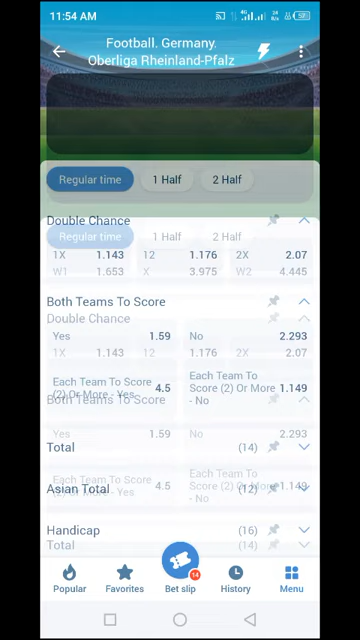 11:54 AM
4G
24
B/s
52
Football. Germany.
Oberliga Rheinland-Pfalz
Regular time 1 Half 2 Half
Double Chance
Regular time 1 Half 2 Half
1X 1.143 12 1.176 2X 2.07
W1 1.653 X 3.975 W2 4.445
Both Teams To Score
Double Chance
Yes 1.59 No 2.293
1X 1.143 12 1.176 2X 2.07
Each Team To Score (2) Or More - Yes 4.5
Each Team To Score (2) Or More - No 1.149
Both Teams To Score
Yes 1.59 No 2.293
Total (14)
Each Team To Score (2) Or More - Yes 4.5
Each Team To Score (2) Or More - No 1.149
Asian Total (12)
Handicap (16)
Total (14)
14
Popular Favorites Bet slip History Menu